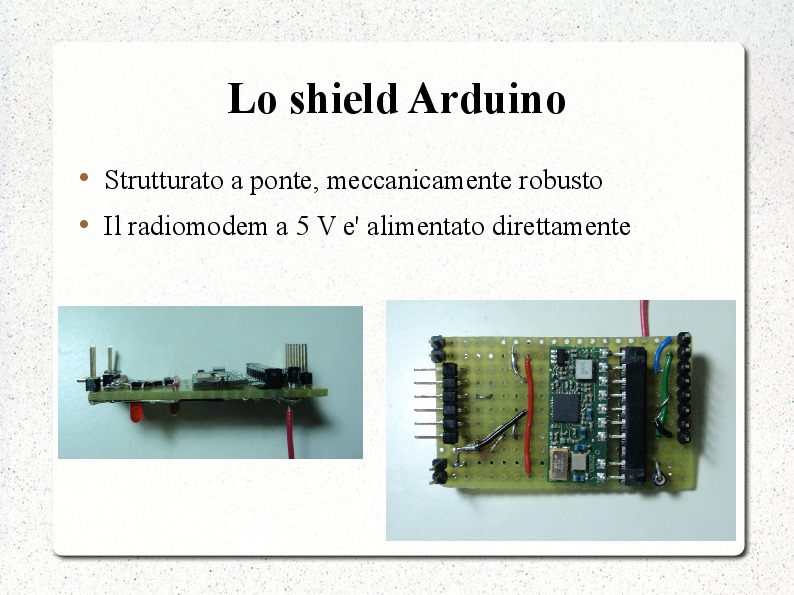 Lo shield Arduino
Strutturato a ponte, meccanicamente robusto
Il radiomodem a 5 V e' alimentato direttamente